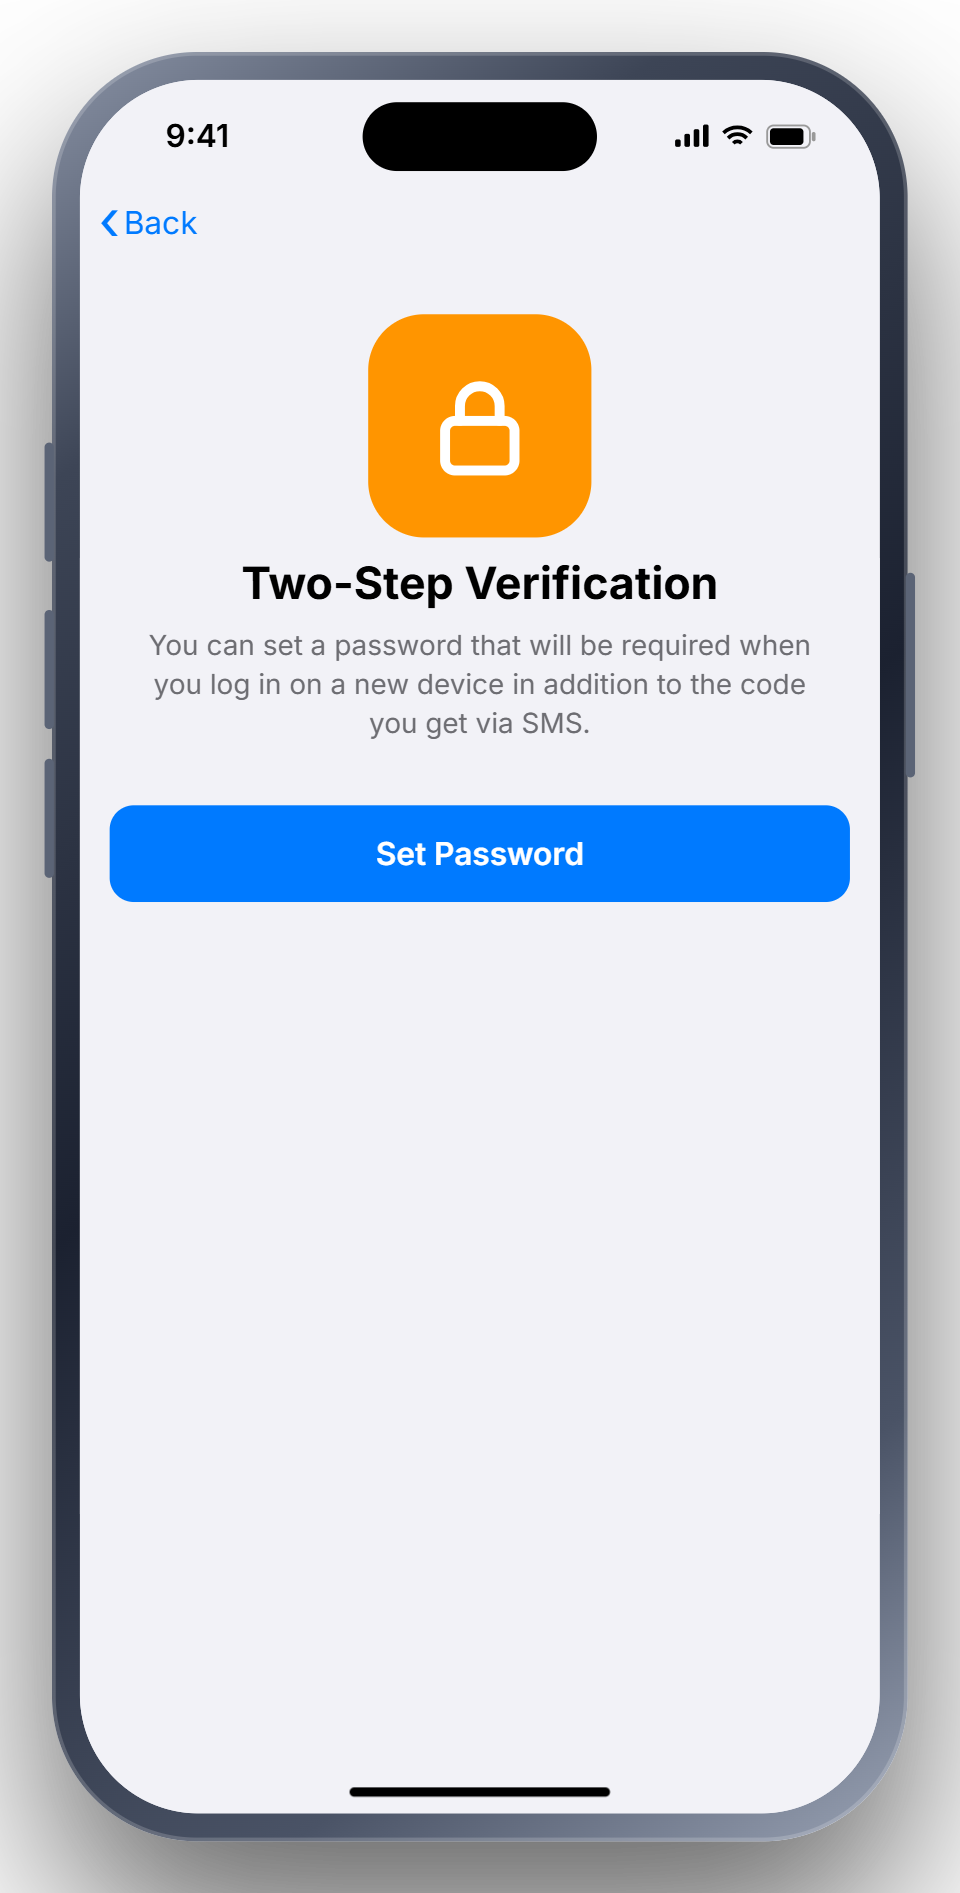 9:41
Back
Two-Step Verification
You can set a password that will be required when
you log in on a new device in addition to the code
you get via SMS.
Set Password